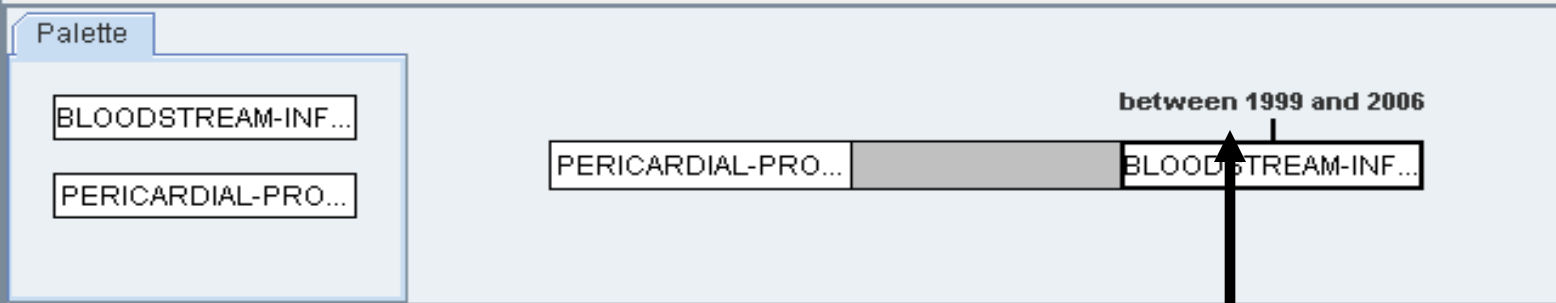 Palette
BLOODSTREAM-INF...
PERICARDIAL-PRO...
between 1999 and 2006
PERICARDIAL-PRO...
BLOODSTREAM-INF...